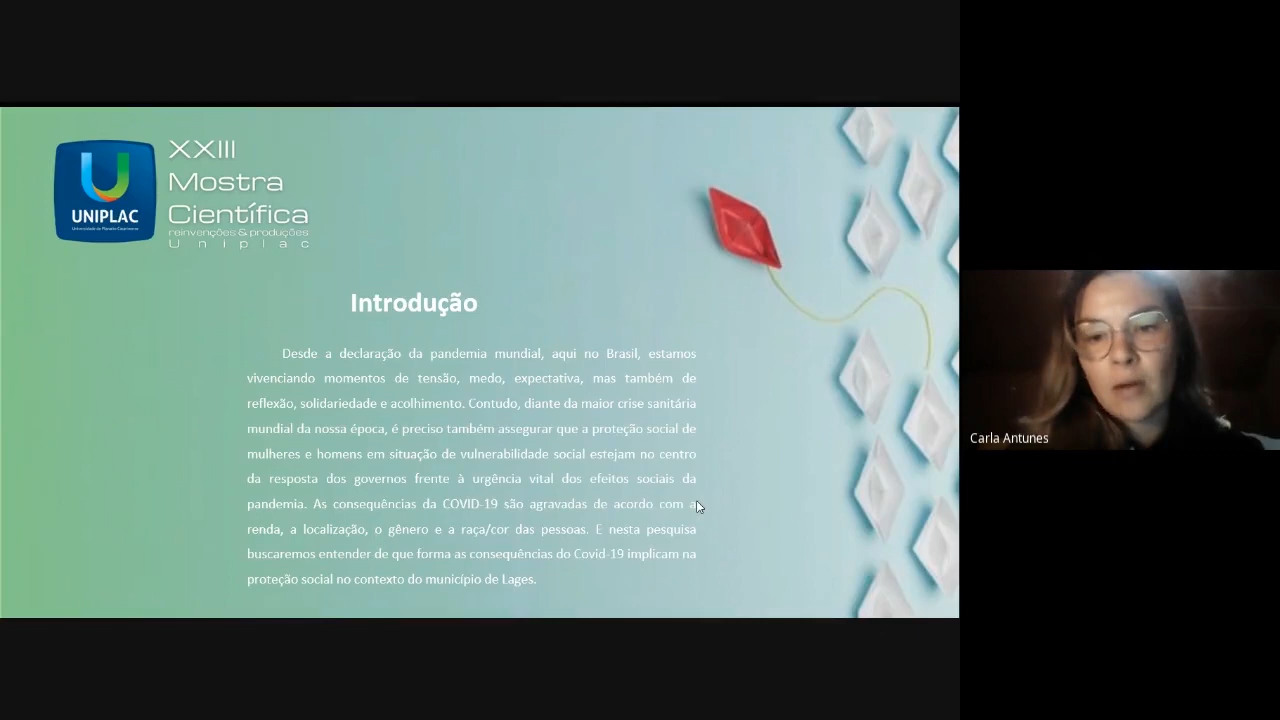 UNIPLAC
XXIII
Mostra
Científica
reinvenções & produções
Uniplac
Introdução
Desde a declaração da pandemia mundial, aqui no Brasil, estamos
vivenciando momentos de tensão, medo, expectativa, mas também de
reflexão, solidariedade e acolhimento. Contudo, diante da maior crise sanitária
mundial da nossa época, é preciso também assegurar que a proteção social de
mulheres e homens em situação de vulnerabilidade social estejam no centro
da resposta dos governos frente à urgência vital dos efeitos sociais da
pandemia. As consequências da COVID-19 são agravadas de acordo com a
renda, a localização, o gênero e a raça/cor das pessoas. E nesta pesquisa
buscaremos entender de que forma as consequências do Covid-19 implicam na
proteção social no contexto do município de Lages.
Carla Antunes